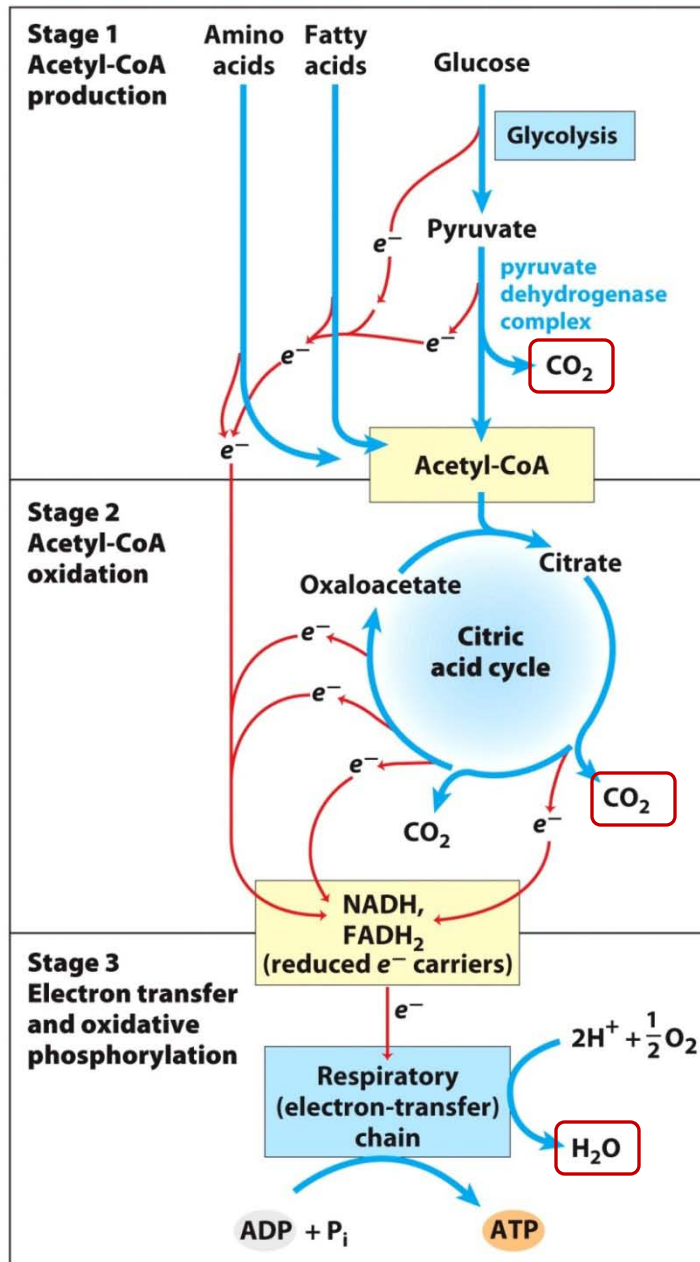 Stage 1
Acetyl-CoA
production
Amino
acids
Fatty
acids
Glucose
Glycolysis
Pyruvate
e⁻
pyruvate
dehydrogenase
complex
e⁻
e⁻
CO₂
e⁻
Acetyl-CoA
Stage 2
Acetyl-CoA
oxidation
Oxaloacetate
Citrate
Citric
acid cycle
e⁻
e⁻
e⁻
CO₂
e⁻
CO₂
NADH,
FADH₂
(reduced e⁻ carriers)
Stage 3
Electron transfer
and oxidative
phosphorylation
e⁻
2H⁺ + ½O₂
Respiratory
(electron-transfer)
chain
H₂O
ADP + Pᵢ
ATP